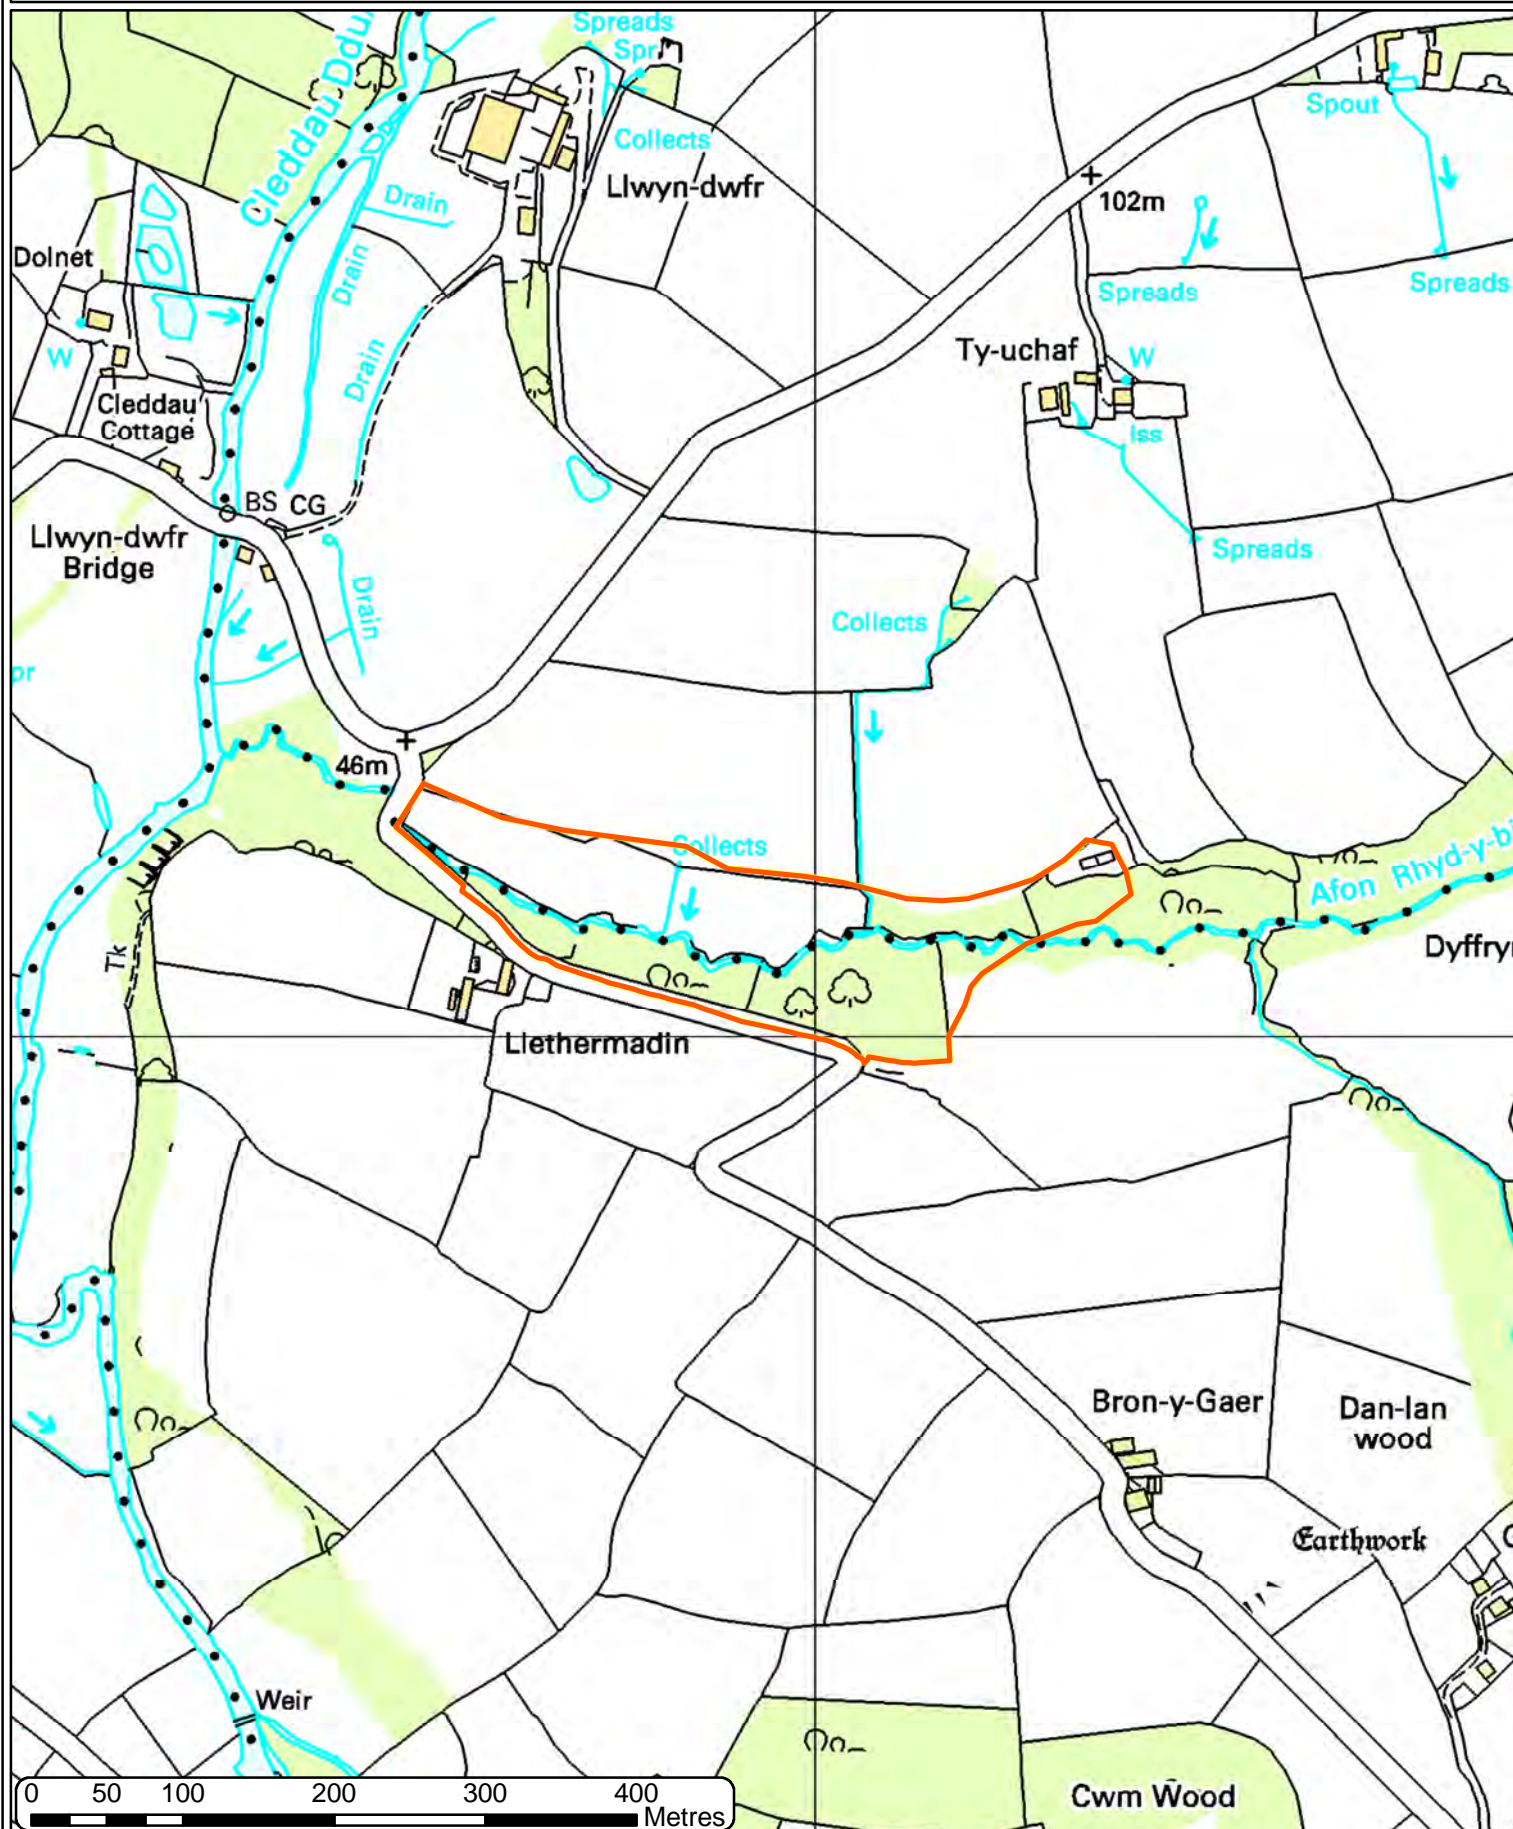 Spreads
Spr
Cleddau Ddu
Collects
Llwyn-dwfr
Drain
Spout
102m
Dolnet
Drain
Spreads
Spreads
W
Drain
Ty-uchaf
W
Cleddau
Cottage
Iss
BS CG
Llwyn-dwfr
Bridge
Spreads
Drain
Collects
pr
46m
Collects
Afon Rhyd-y-bi
Tk
Dyffry
Llethermadin
Bron-y-Gaer
Dan-lan
wood
Earthwork
Weir
Cwm Wood
0 50 100 200 300 400
Metres